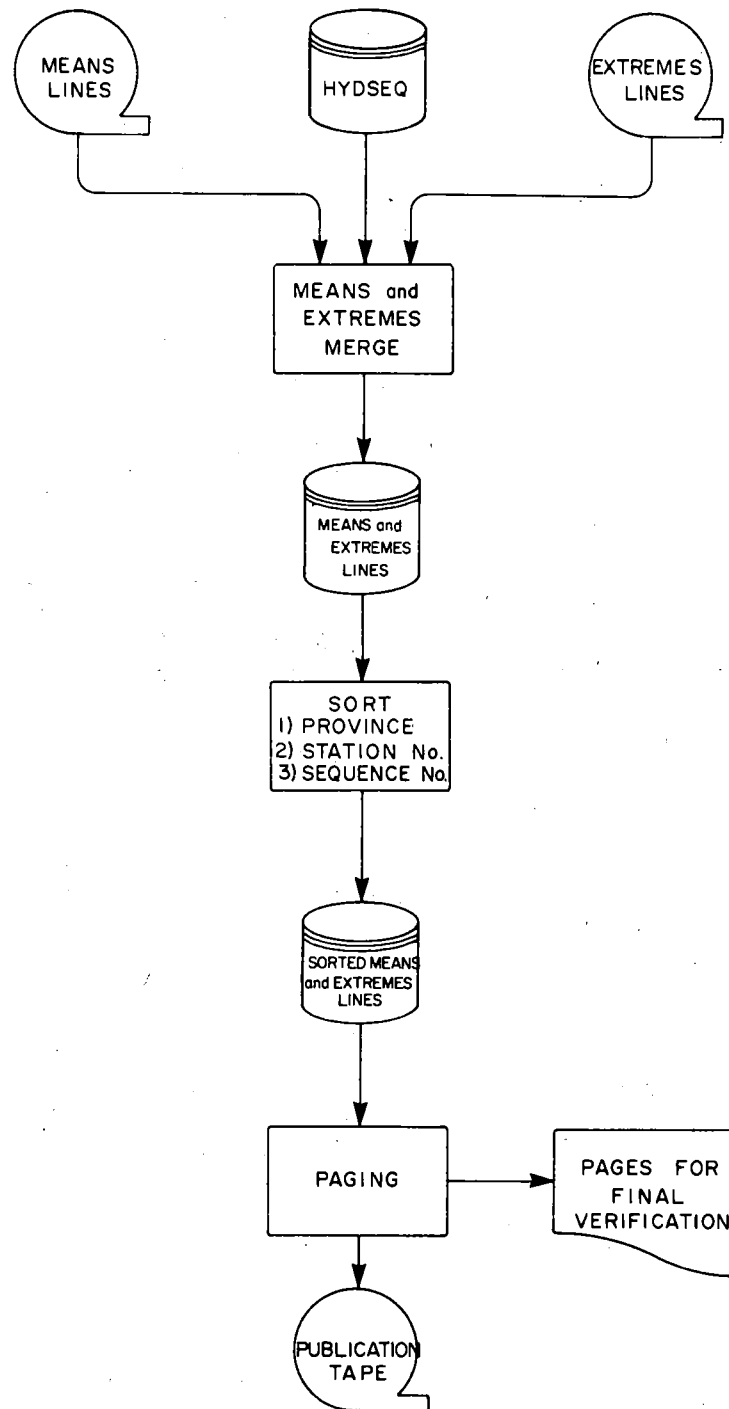 MEANS
LINES
HYDSEQ
EXTREMES
LINES
MEANS and
EXTREMES
MERGE
MEANS and
EXTREMES
LINES
SORT
1) PROVINCE
2) STATION No.
3) SEQUENCE No.
SORTED MEANS
and EXTREMES
LINES
PAGING
PAGES FOR
FINAL
VERIFICATION
PUBLICATION
TAPE